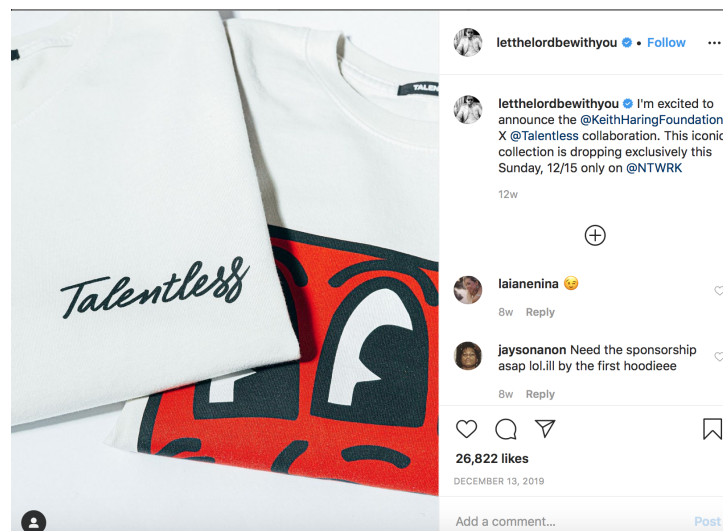 TALEN
Talentless
letthelordbewithyou • Follow
letthelordbewithyou I'm excited to
announce the @KeithHaringFoundation
X @Talentless collaboration. This iconic
collection is dropping exclusively this
Sunday, 12/15 only on @NTWRK
12w
laianenina 😉
8w Reply
jaysonanon Need the sponsorship
asap lol.ill by the first hoodieee
8w Reply
26,822 likes
DECEMBER 13, 2019
Add a comment...
Post